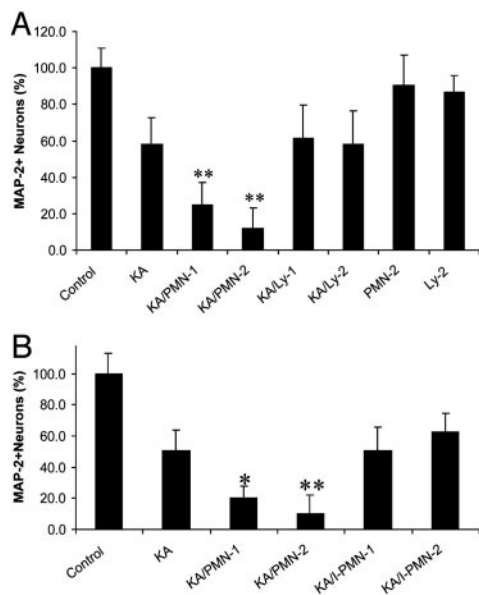 A
MAP-2+ Neurons (%)
100.0
80.0
60.0
40.0
20.0
0.0
**
**
Control
KA
KA/PMN-1
KA/PMN-2
KA/Ly-1
KA/Ly-2
PMN-2
Ly-2
B
MAP-2+Neurons (%)
100.0
80.0
60.0
40.0
20.0
0.0
*
**
Control
KA
KA/PMN-1
KA/PMN-2
KA/I-PMN-1
KA/I-PMN-2